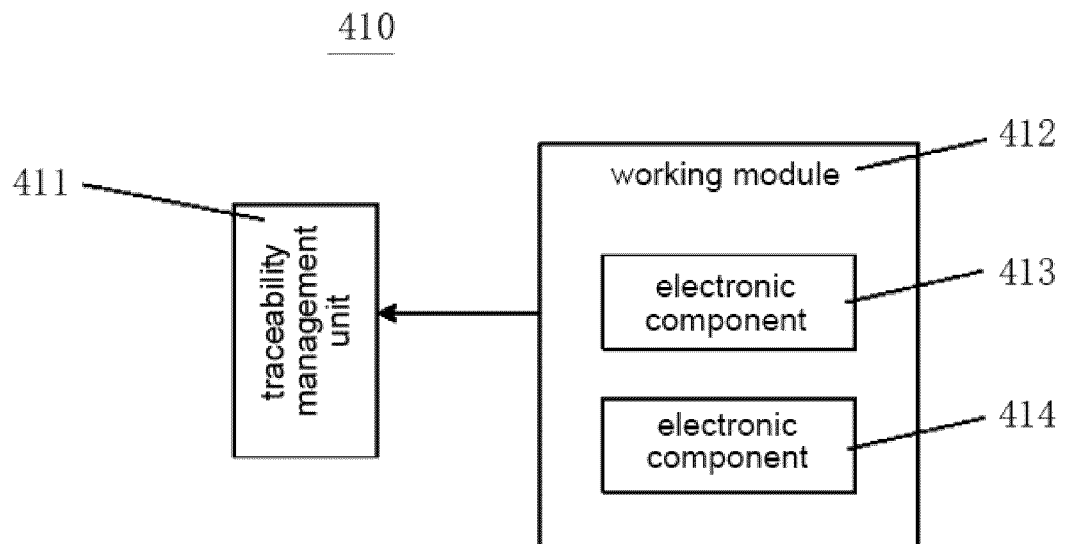 410
411
traceability
management
unit
working module
412
electronic
component
413
electronic
component
414